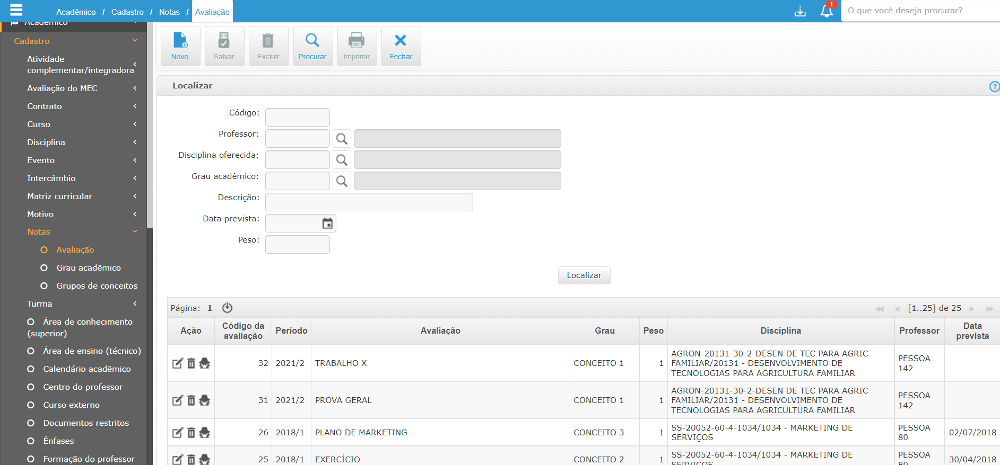 Acadêmico / Cadastro / Notas / Avaliação
1
O que você deseja procurar?
Acadêmico
Cadastro
Atividade
complementar/integradora
Avaliação do MEC
Contrato
Curso
Disciplina
Evento
Intercâmbio
Matriz curricular
Motivo
Notas
Avaliação
Grau acadêmico
Grupos de conceitos
Turma
Área de conhecimento
(superior)
Área de ensino (técnico)
Calendário acadêmico
Centro do professor
Curso externo
Documentos restritos
Ênfases
Formação do professor
Novo Salvar Excluir Procurar Imprimir Fechar
Localizar
?
Código:
Professor:
Disciplina oferecida:
Grau acadêmico:
Descrição:
Data prevista:
Peso:
Localizar
Página: 1 [1..25] de 25
Ação Código da avaliação Período Avaliação Grau Peso Disciplina Professor Data prevista
32 2021/2 TRABALHO X CONCEITO 1 1
AGRON-20131-30-2-DESEN DE TEC PARA AGRIC
FAMILIAR/20131 - DESENVOLVIMENTO DE
TECNOLOGIAS PARA AGRICULTURA FAMILIAR
PESSOA
142
31 2021/2 PROVA GERAL CONCEITO 1 1
AGRON-20131-30-2-DESEN DE TEC PARA AGRIC
FAMILIAR/20131 - DESENVOLVIMENTO DE
TECNOLOGIAS PARA AGRICULTURA FAMILIAR
PESSOA
142
26 2018/1 PLANO DE MARKETING CONCEITO 3 1
SS-20052-60-4-1034/1034 - MARKETING DE
SERVIÇOS
PESSOA
80
02/07/2018
25 2018/1 EXERCÍCIO CONCEITO 2 1
SS-20052-60-4-1034/1034 - MARKETING DE
SERVIÇOS
PESSOA
80
30/04/2018